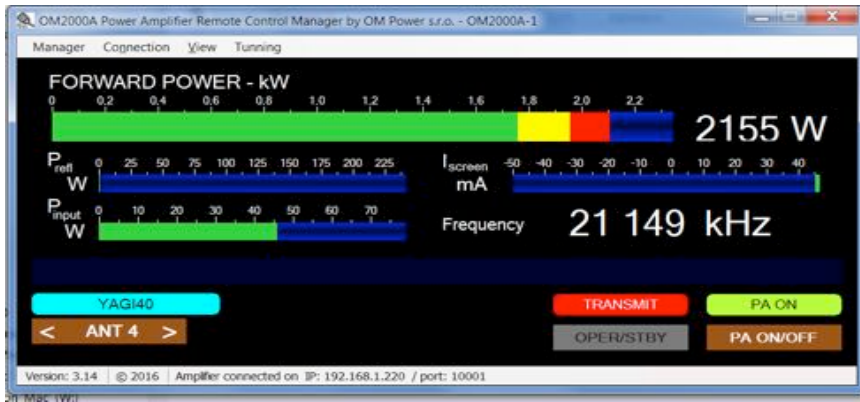 OM2000A Power Amplifier Remote Control Manager by OM Power s.r.o. - OM2000A-1
Manager Connection View Tunning
FORWARD POWER - kW
0 0,2 0,4 0,6 0,8 1,0 1,2 1,4 1,6 1,8 2,0 2,2
2155 W
Prefl W
0 25 50 75 100 125 150 175 200 225
Iscreen mA
-50 -40 -30 -20 -10 0 10 20 30 40
Pinput W
0 10 20 30 40 50 60 70
Frequency 21 149 kHz
YAGI40 TRANSMIT PA ON
< ANT 4 > OPER/STBY PA ON/OFF
Version: 3.14 © 2016 Amplifier connected on IP: 192.168.1.220 / port: 10001
on Mac (W:)